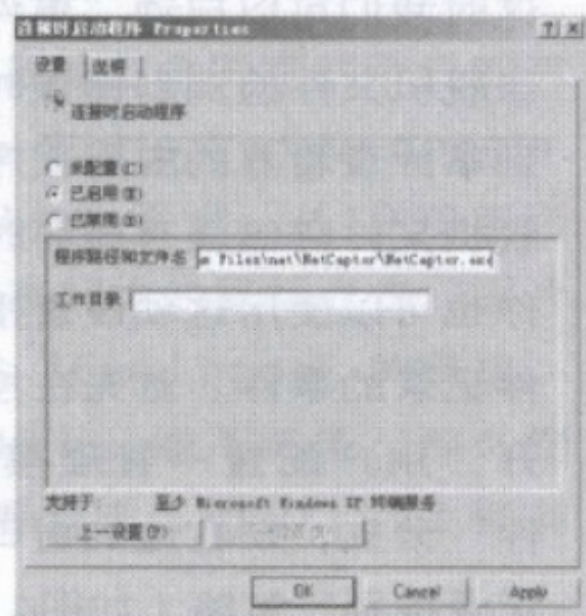 连接时启动程序 Properties
设置 说明
连接时启动程序
未配置(C)
已启用(E)
已禁用(D)
程序路径和文件名 m Files\net\NetCaptor\NetCaptor.exe
工作目录
支持于: 至少 Microsoft Windows XP 终端服务
上一设置(P)
OK Cancel Apply